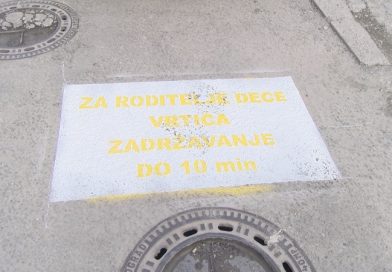 ZA RODITELJE DECE
VRTIĆA
ZADRŽAVANJE
DO 10 min